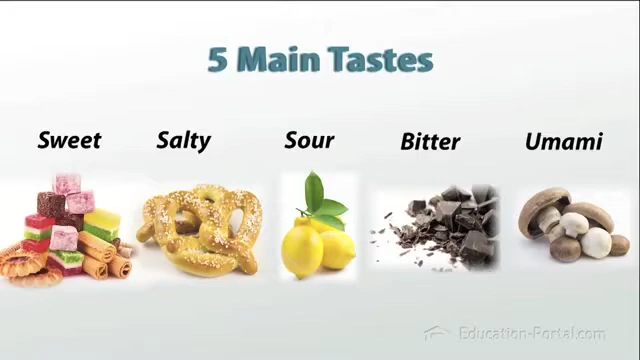 5 Main Tastes
Sweet Salty Sour Bitter Umami
Education-Portal.com